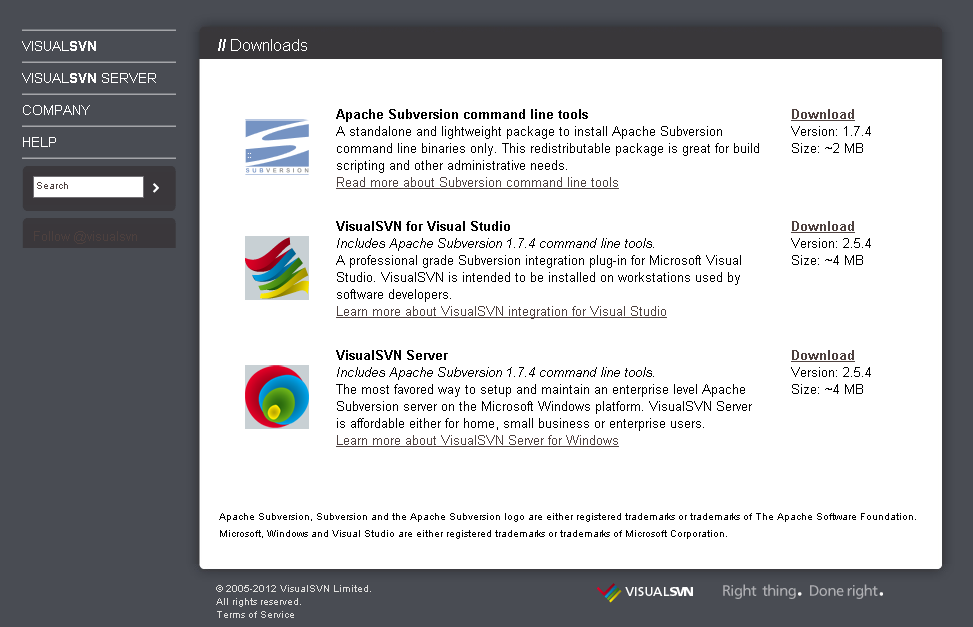 VISUALSVN
VISUALSVN SERVER
COMPANY
HELP
Search
Follow @visualsvn
// Downloads
SUBVERSION
Apache Subversion command line tools
A standalone and lightweight package to install Apache Subversion
command line binaries only. This redistributable package is great for build
scripting and other administrative needs.
Read more about Subversion command line tools
Download
Version: 1.7.4
Size: ~2 MB
VisualSVN for Visual Studio
Includes Apache Subversion 1.7.4 command line tools.
A professional grade Subversion integration plug-in for Microsoft Visual
Studio. VisualSVN is intended to be installed on workstations used by
software developers.
Learn more about VisualSVN integration for Visual Studio
Download
Version: 2.5.4
Size: ~4 MB
VisualSVN Server
Includes Apache Subversion 1.7.4 command line tools.
The most favored way to setup and maintain an enterprise level Apache
Subversion server on the Microsoft Windows platform. VisualSVN Server
is affordable either for home, small business or enterprise users.
Learn more about VisualSVN Server for Windows
Download
Version: 2.5.4
Size: ~4 MB
Apache Subversion, Subversion and the Apache Subversion logo are either registered trademarks or trademarks of The Apache Software Foundation.
Microsoft, Windows and Visual Studio are either registered trademarks or trademarks of Microsoft Corporation.
© 2005-2012 VisualSVN Limited.
All rights reserved.
Terms of Service
VISUALSVN
Right thing. Done right.